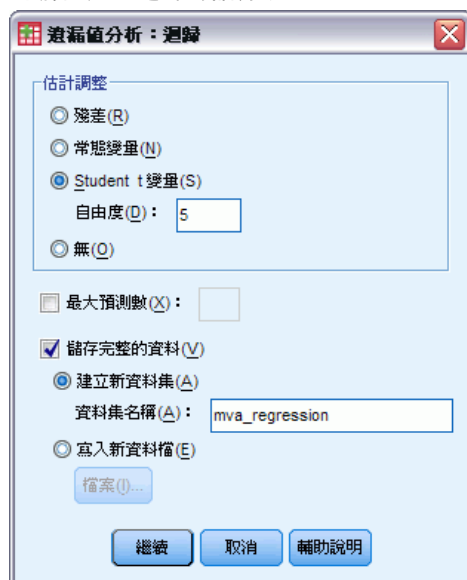 遺漏值分析：迴歸
估計調整
殘差(R)
常態變量(N)
Student t 變量(S)
自由度(D)： 5
無(O)
最大預測數(X)：
儲存完整的資料(V)
建立新資料集(A)
資料集名稱(A)： mva_regression
寫入新資料檔(E)
檔案(I)...
繼續 取消 輔助說明